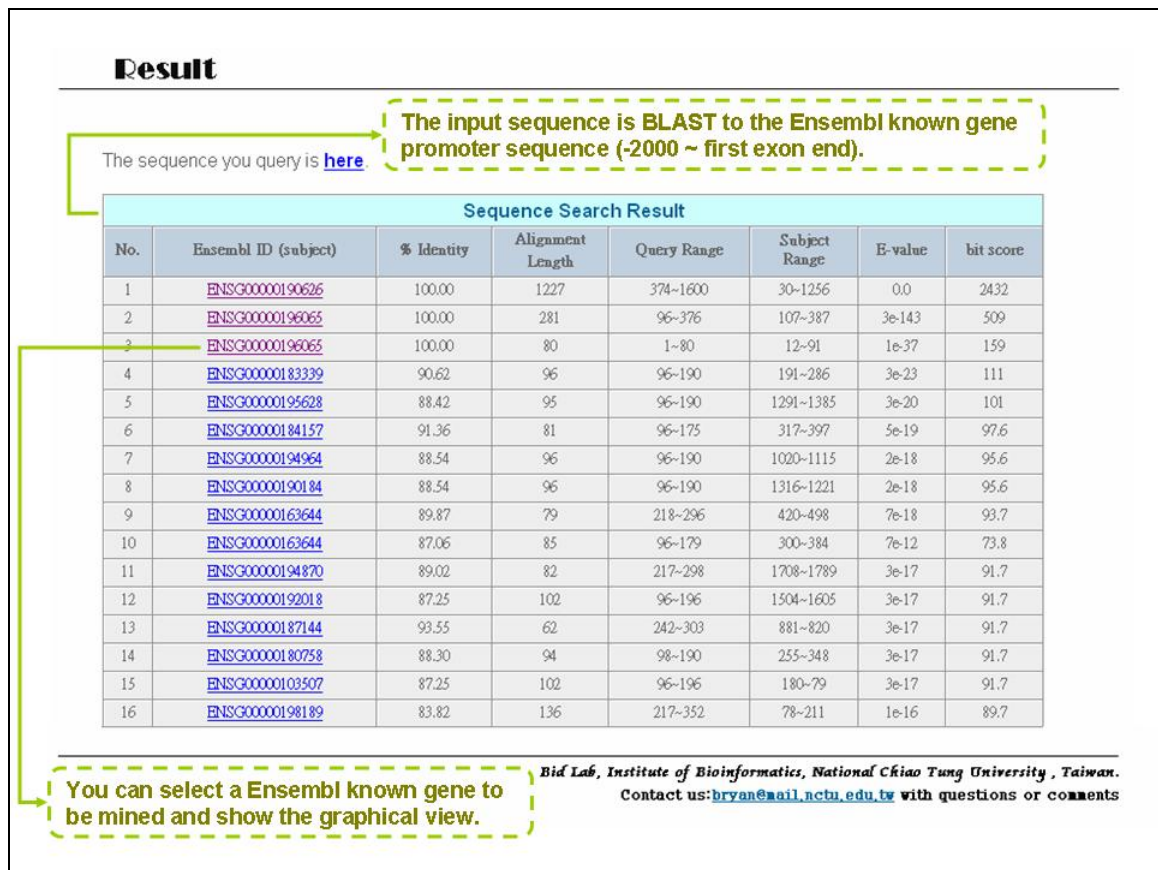 Result
The input sequence is BLAST to the Ensembl known gene
promoter sequence (-2000 ~ first exon end).
The sequence you query is here.
Sequence Search Result
No. Ensembl ID (subject) % Identity Alignment Length Query Range Subject Range E-value bit score
1 ENSG00000190626 100.00 1227 374~1600 30~1256 0.0 2432
2 ENSG00000196065 100.00 281 96~376 107~387 3e-143 509
3 ENSG00000196065 100.00 80 1~80 12~91 1e-37 159
4 ENSG00000183339 90.62 96 96~190 191~286 3e-23 111
5 ENSG00000195628 88.42 95 96~190 1291~1385 3e-20 101
6 ENSG00000184157 91.36 81 96~175 317~397 5e-19 97.6
7 ENSG00000194964 88.54 96 96~190 1020~1115 2e-18 95.6
8 ENSG00000190184 88.54 96 96~190 1316~1221 2e-18 95.6
9 ENSG00000163644 89.87 79 218~296 420~498 7e-18 93.7
10 ENSG00000163644 87.06 85 96~179 300~384 7e-12 73.8
11 ENSG00000194870 89.02 82 217~298 1708~1789 3e-17 91.7
12 ENSG00000192018 87.25 102 96~196 1504~1605 3e-17 91.7
13 ENSG00000187144 93.55 62 242~303 881~820 3e-17 91.7
14 ENSG00000180758 88.30 94 98~190 255~348 3e-17 91.7
15 ENSG00000103507 87.25 102 96~196 180~79 3e-17 91.7
16 ENSG00000198189 83.82 136 217~352 78~211 1e-16 89.7
Bid Lab, Institute of Bioinformatics, National Chiao Tung University , Taiwan.
Contact us:bryan@mail.nctu.edu.tw with questions or comments
You can select a Ensembl known gene to
be mined and show the graphical view.